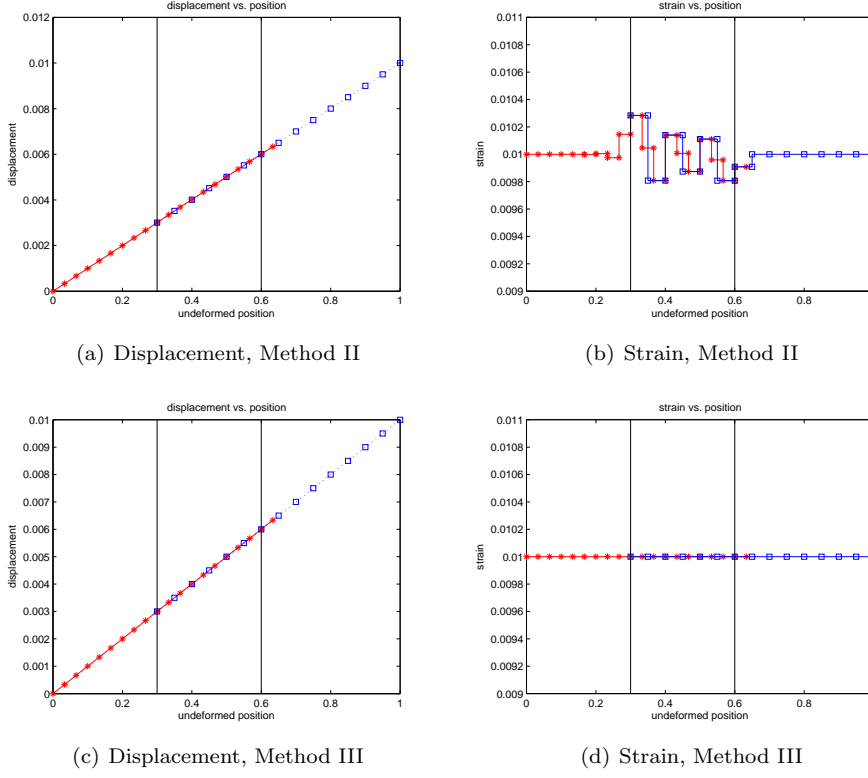 displacement vs. position
0.012
0.01
0.008
0.006
0.004
0.002
0
displacement
0 0.2 0.4 0.6 0.8 1
undeformed position
(a) Displacement, Method II
strain vs. position
0.011
0.0108
0.0106
0.0104
0.0102
0.01
0.0098
0.0096
0.0094
0.0092
0.009
strain
0 0.2 0.4 0.6 0.8
undeformed position
(b) Strain, Method II
displacement vs. position
0.01
0.009
0.008
0.007
0.006
0.005
0.004
0.003
0.002
0.001
0
displacement
0 0.2 0.4 0.6 0.8 1
undeformed position
(c) Displacement, Method III
strain vs. position
0.011
0.0108
0.0106
0.0104
0.0102
0.01
0.0098
0.0096
0.0094
0.0092
0.009
strain
0 0.2 0.4 0.6 0.8
undeformed position
(d) Strain, Method III